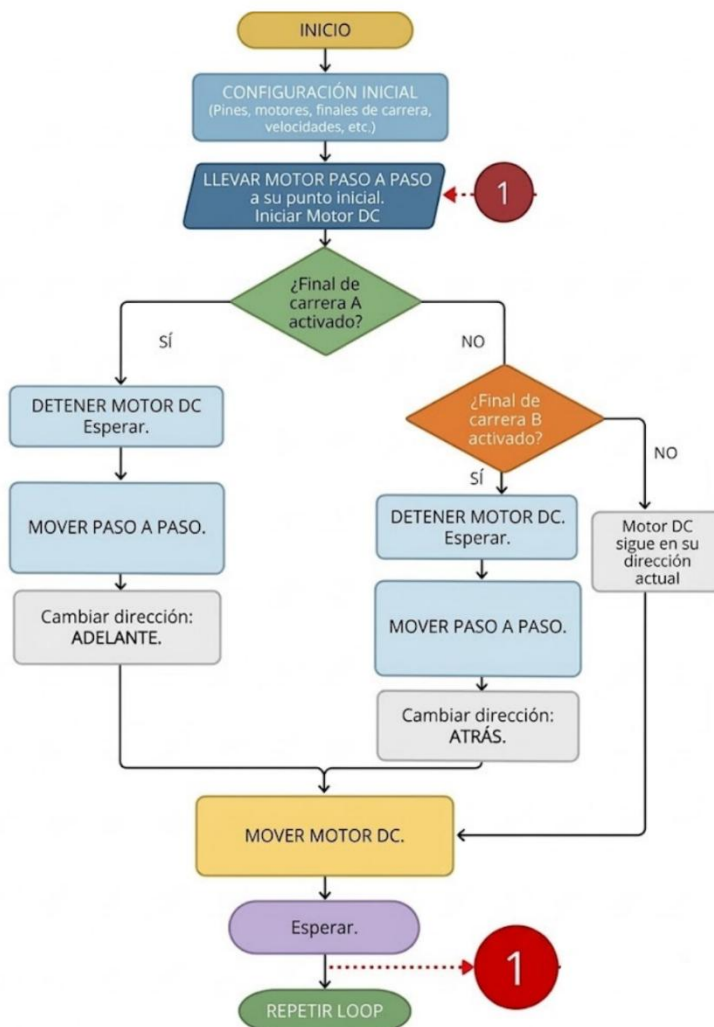 INICIO
CONFIGURACIÓN INICIAL
(Pines, motores, finales de carrera,
velocidades, etc.)
LLEVAR MOTOR PASO A PASO
a su punto inicial.
Iniciar Motor DC
1
¿Final de
carrera A
activado?
SÍ
NO
DETENER MOTOR DC
Esperar.
¿Final de
carrera B
activado?
NO
SÍ
MOVER PASO A PASO.
DETENER MOTOR DC.
Esperar.
Motor DC
sigue en su
dirección
actual
Cambiar dirección:
ADELANTE.
MOVER PASO A PASO.
Cambiar dirección:
ATRÁS.
MOVER MOTOR DC.
Esperar.
1
REPETIR LOOP